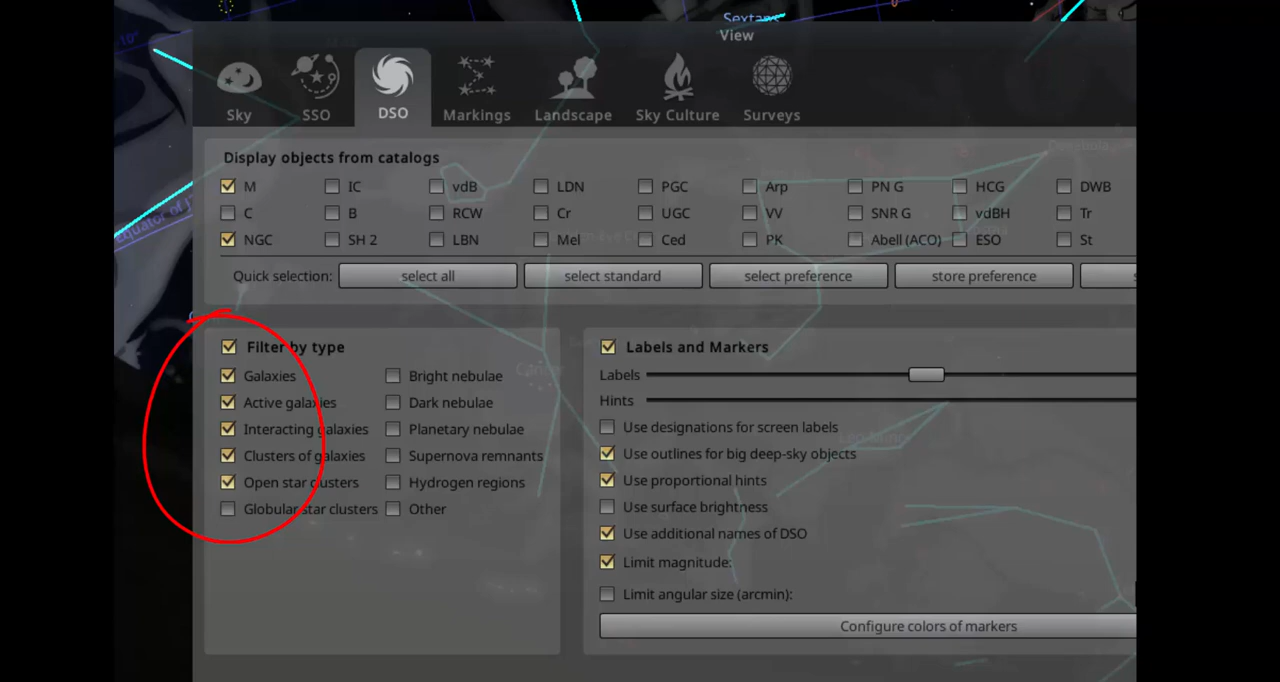 Sextans
View
10°
Sky
SSO
DSO
Markings
Landscape
Sky Culture
Surveys
Display objects from catalogs
M IC vdB LDN PGC Arp PN G HCG DWB
C B RCW Cr UGC VV SNR G vdBH Tr
NGC SH 2 LBN Mel Ced PK Abell (ACO) ESO St
Equator of J
Quick selection: select all select standard select preference store preference
Filter by type
Galaxies Bright nebulae
Active galaxies Dark nebulae
Interacting galaxies Planetary nebulae
Clusters of galaxies Supernova remnants
Open star clusters Hydrogen regions
Globular star clusters Other
Cancer
Labels and Markers
Labels
Hints
Use designations for screen labels
Leo Minor
Use outlines for big deep-sky objects
Use proportional hints
Use surface brightness
Use additional names of DSO
Limit magnitude:
Limit angular size (arcmin):
Configure colors of markers